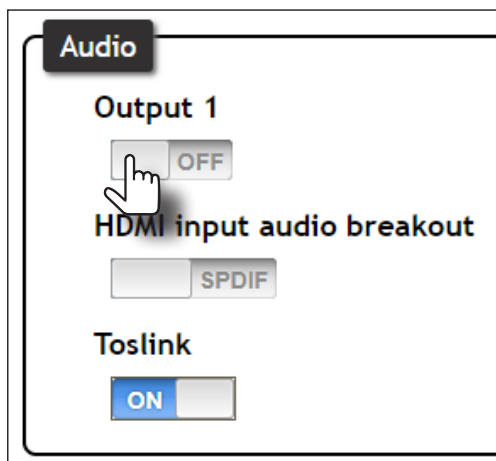 Audio
Output 1
OFF
HDMI input audio breakout
SPDIF
Toslink
ON